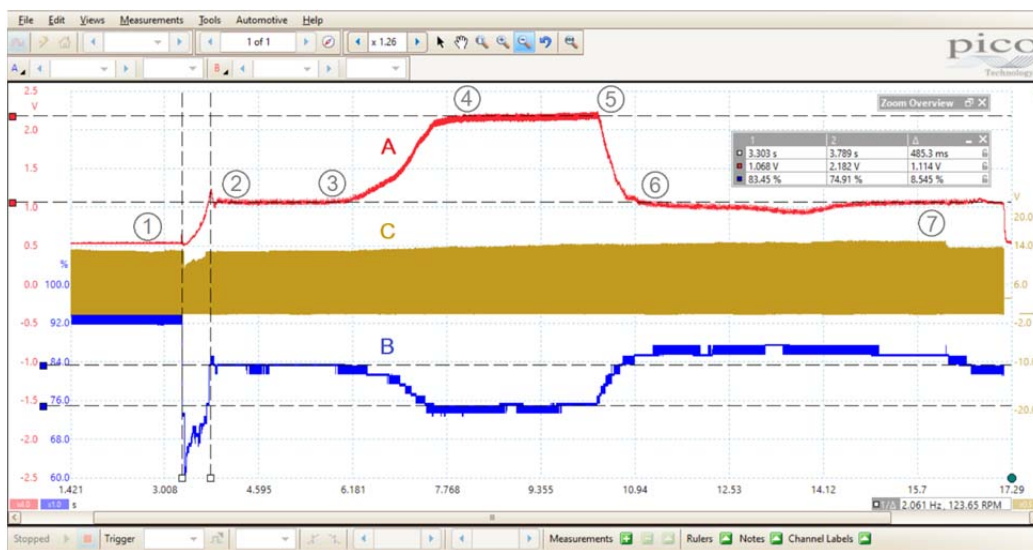 File Edit Views Measurements Tools Automotive Help
1 of 1 x 1.26
pico
Technology
A B
2.5
V
2.0
1.5
1.0
0.5
0.0
-0.5
-1.0
-1.5
-2.0
-2.5
%
100.0
92.0
84.0
76.0
68.0
60.0
1 2 3 4 5 6 7
A
C
B
Zoom Overview
1 2 Δ
3.303 s 3.789 s 485.3 ms
1.068 V 2.182 V 1.114 V
83.45 % 74.91 % 8.545 %
V
20.0
14.0
6.0
-2.0
-10.0
-20.0
1.421 3.008 4.595 6.181 7.768 9.355 10.94 12.53 14.12 15.7 17.29
x1.0 s
1/Δ 2.061 Hz, 123.65 RPM
Stopped Trigger Measurements Rulers Notes Channel Labels